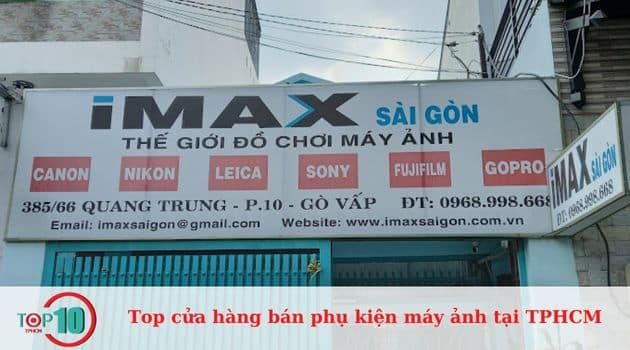 iMAX SÀI GÒN
THẾ GIỚI ĐỒ CHƠI MÁY ẢNH
CANON NIKON LEICA SONY FUJIFILM GOPRO
385/66 QUANG TRUNG - P.10 - GÒ VẤP ĐT: 0968.998.668
Email: imaxsaigon@gmail.com Website: www.imaxsaigon.com.vn
iMAX SÀI GÒN
ĐT: 0968.998.668
TOP10
TPHCM
Top cửa hàng bán phụ kiện máy ảnh tại TPHCM